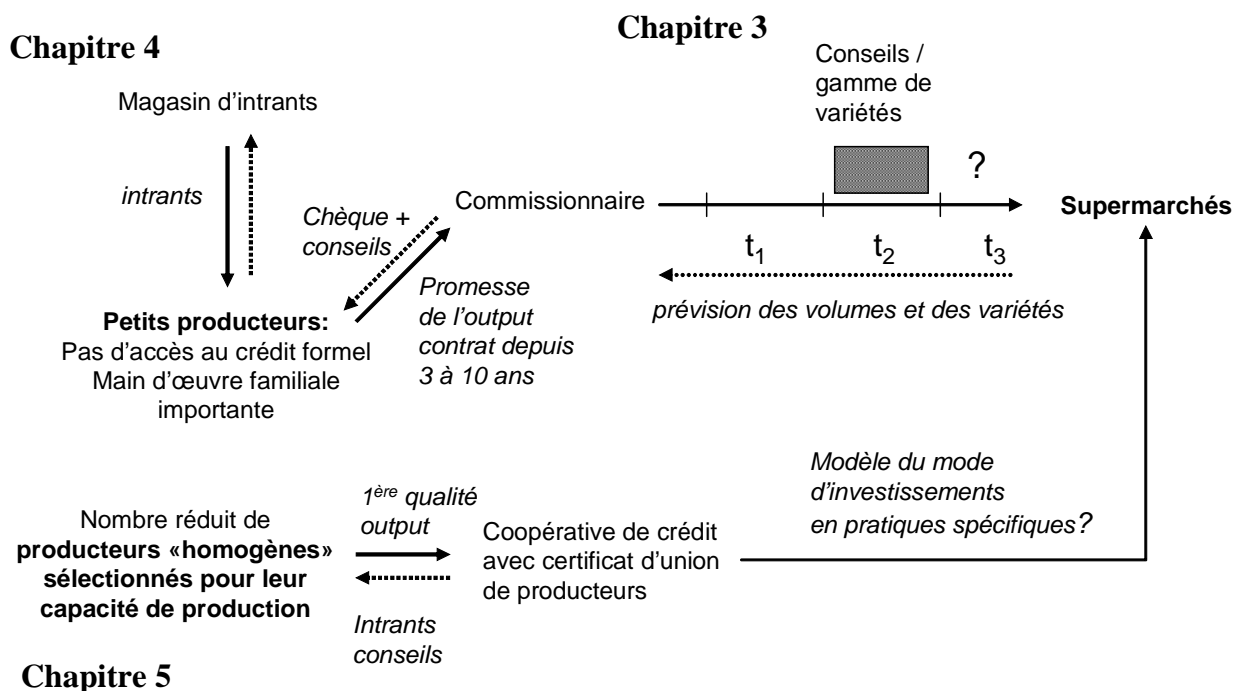 Chapitre 3
Chapitre 4
Conseils /
gamme de
variétés
Magasin d'intrants
?
intrants
Commissionnaire
Supermarchés
Chèque +
conseils
t₁
t₂
t₃
Promesse
de l'output
contrat depuis
3 à 10 ans
prévision des volumes et des variétés
Petits producteurs:
Pas d'accès au crédit formel
Main d'œuvre familiale
importante
Modèle du mode
d'investissements
en pratiques spécifiques?
1ère qualité
output
Nombre réduit de
producteurs «homogènes»
sélectionnés pour leur
capacité de production
Coopérative de crédit
avec certificat d'union
de producteurs
Intrants
conseils
Chapitre 5